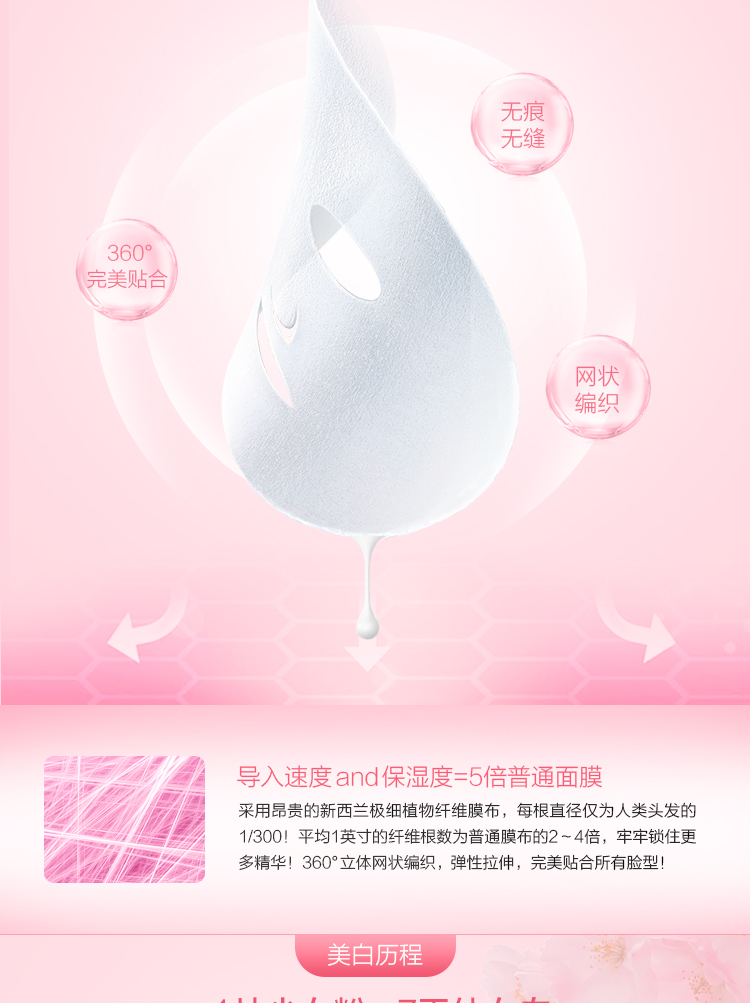 无痕
无缝
360°
完美贴合
网状
编织
导入速度and保湿度=5倍普通面膜
采用昂贵的新西兰极细植物纤维膜布，每根直径仅为人类头发的
1/300！平均1英寸的纤维根数为普通膜布的2～4倍，牢牢锁住更
多精华！360°立体网状编织，弹性拉伸，完美贴合所有脸型！
美白历程